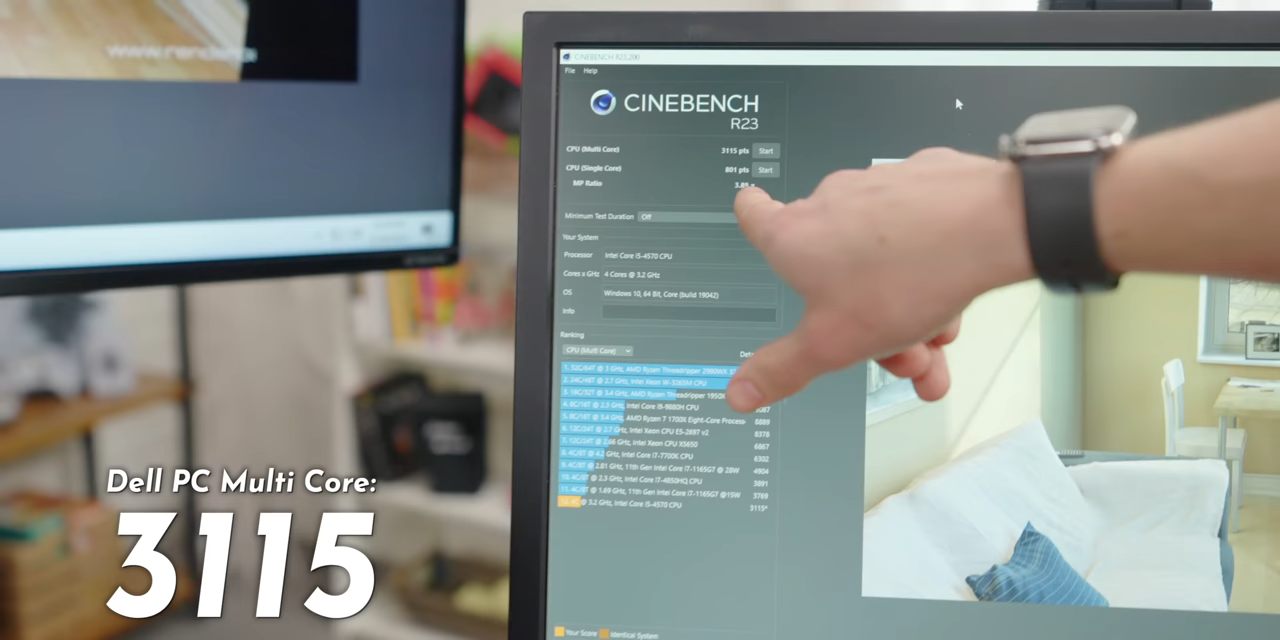 www.render
CINEBENCH R23.200
File Help
CINEBENCH
R23
CPU (Multi Core) 3115 pts Start
CPU (Single Core) 801 pts Start
MP Ratio 3.89 x
Minimum Test Duration Off
Your System
Processor Intel Core i5-4570 CPU
Cores x GHz 4 Cores @ 3.2 GHz
OS Windows 10, 64 Bit, Core (build 19042)
Info
Ranking
CPU (Multi Core)
1. 32C/64T @ 3 GHz, AMD Ryzen Threadripper 2990WX
2. 24C/48T @ 2.7 GHz, Intel Xeon W-3265M CPU
3. 16C/32T @ 3.4 GHz, AMD Ryzen Threadripper 1950X
4. 8C/16T @ 2.3 GHz, Intel Core i9-9880H CPU
5. 8C/16T @ 3.4 GHz, AMD Ryzen 7 1700X Eight-Core Process 8889
6. 12C/24T @ 2.7 GHz, Intel Xeon CPU E5-2697 v2 8378
7. 12C/24T @ 2.66 GHz, Intel Xeon CPU X5650 6867
8. 4C/8T @ 4.2 GHz, Intel Core i7-7700K CPU 6302
9. 4C/8T @ 2.81 GHz, 11th Gen Intel Core i7-1165G7 @ 28W 4904
10. 4C/8T @ 2.3 GHz, Intel Core i7-4850HQ CPU 3891
11. 4C/8T @ 1.69 GHz, 11th Gen Intel Core i7-1165G7 @15W 3769
@ 3.2 GHz, Intel Core i5-4570 CPU 3115*
Your Score Identical System
Dell PC Multi Core:
3115